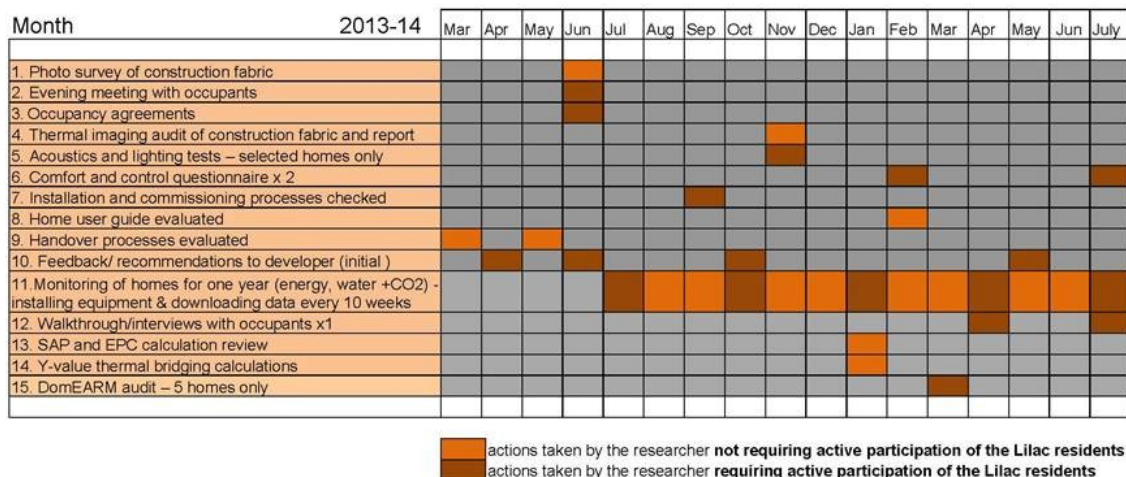 Month 2013-14 Mar Apr May Jun Jul Aug Sep Oct Nov Dec Jan Feb Mar Apr May Jun July
1. Photo survey of construction fabric
2. Evening meeting with occupants
3. Occupancy agreements
4. Thermal imaging audit of construction fabric and report
5. Acoustics and lighting tests – selected homes only
6. Comfort and control questionnaire x 2
7. Installation and commissioning processes checked
8. Home user guide evaluated
9. Handover processes evaluated
10. Feedback/ recommendations to developer (initial )
11.Monitoring of homes for one year (energy, water +CO2) -
installing equipment & downloading data every 10 weeks
12. Walkthrough/interviews with occupants x1
13. SAP and EPC calculation review
14. Y-value thermal bridging calculations
15. DomEARM audit – 5 homes only
actions taken by the researcher not requiring active participation of the Lilac residents
actions taken by the researcher requiring active participation of the Lilac residents